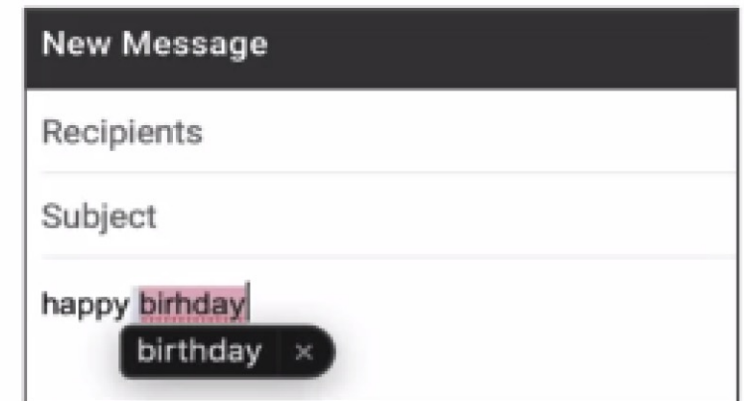 New Message
Recipients
Subject
happy birhday
birthday ×